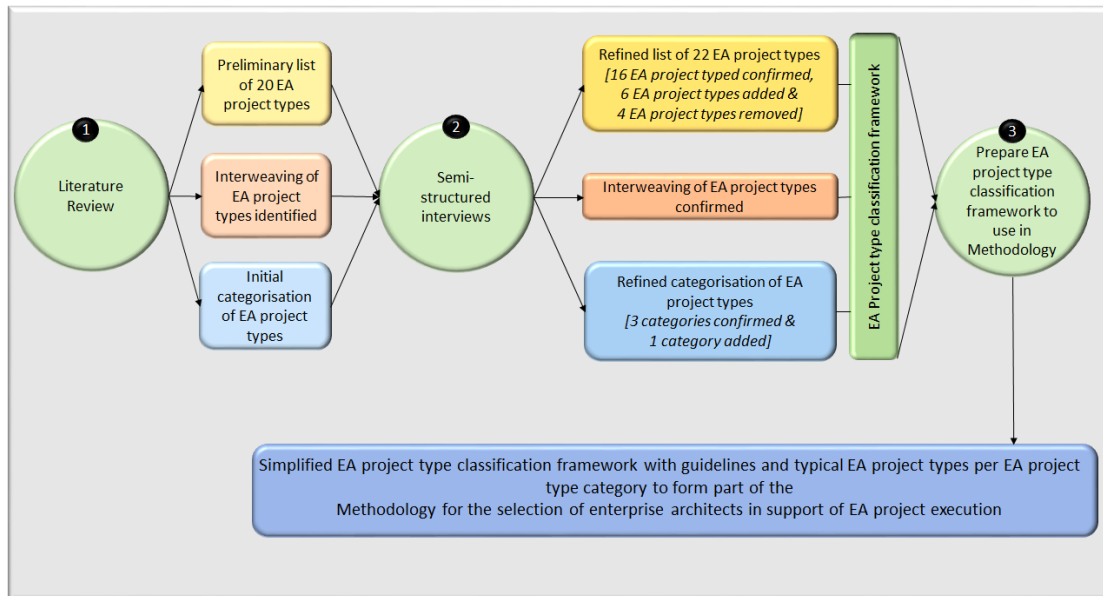 1
Literature
Review
Preliminary list
of 20 EA
project types
Interweaving of
EA project
types identified
Initial
categorisation
of EA project
types
2
Semi-
structured
interviews
Refined list of 22 EA project types
[16 EA project typed confirmed,
6 EA project types added &
4 EA project types removed]
Interweaving of EA project types
confirmed
Refined categorisation of EA
project types
[3 categories confirmed &
1 category added]
EA Project type classification framework
3
Prepare EA
project type
classification
framework to
use in
Methodology
Simplified EA project type classification framework with guidelines and typical EA project types per EA project
type category to form part of the
Methodology for the selection of enterprise architects in support of EA project execution